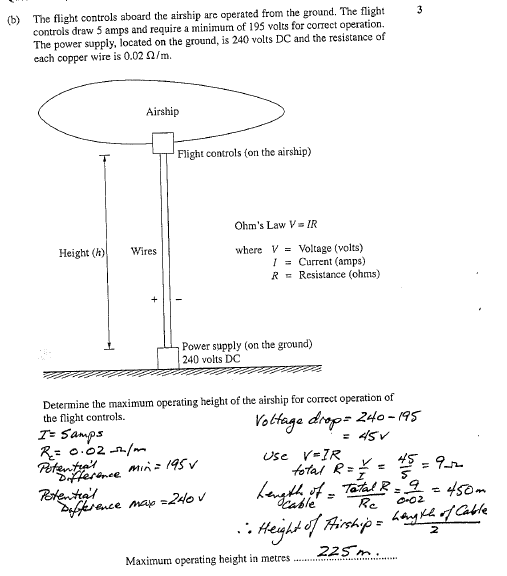 (b) The flight controls aboard the airship are operated from the ground. The flight 3
controls draw 5 amps and require a minimum of 195 volts for correct operation.
The power supply, located on the ground, is 240 volts DC and the resistance of
each copper wire is 0.02 Ω/m.
Airship
Flight controls (on the airship)
Ohm's Law V = IR
Height (h)
Wires
where V = Voltage (volts)
I = Current (amps)
R = Resistance (ohms)
+ −
Power supply (on the ground)
240 volts DC
Determine the maximum operating height of the airship for correct operation of
the flight controls.
I = 5 amps
Rc = 0.02 Ω/m
Potential Difference min = 195 V
Potential Difference max = 240 V
Voltage drop = 240 - 195
= 45 V
Use V = IR
total R = V/I = 45/5 = 9 Ω
Length of Cable = Total R/Rc = 9/0.02 = 450 m
∴ Height of Airship = Length of Cable/2
Maximum operating height in metres ..... 225 m .....